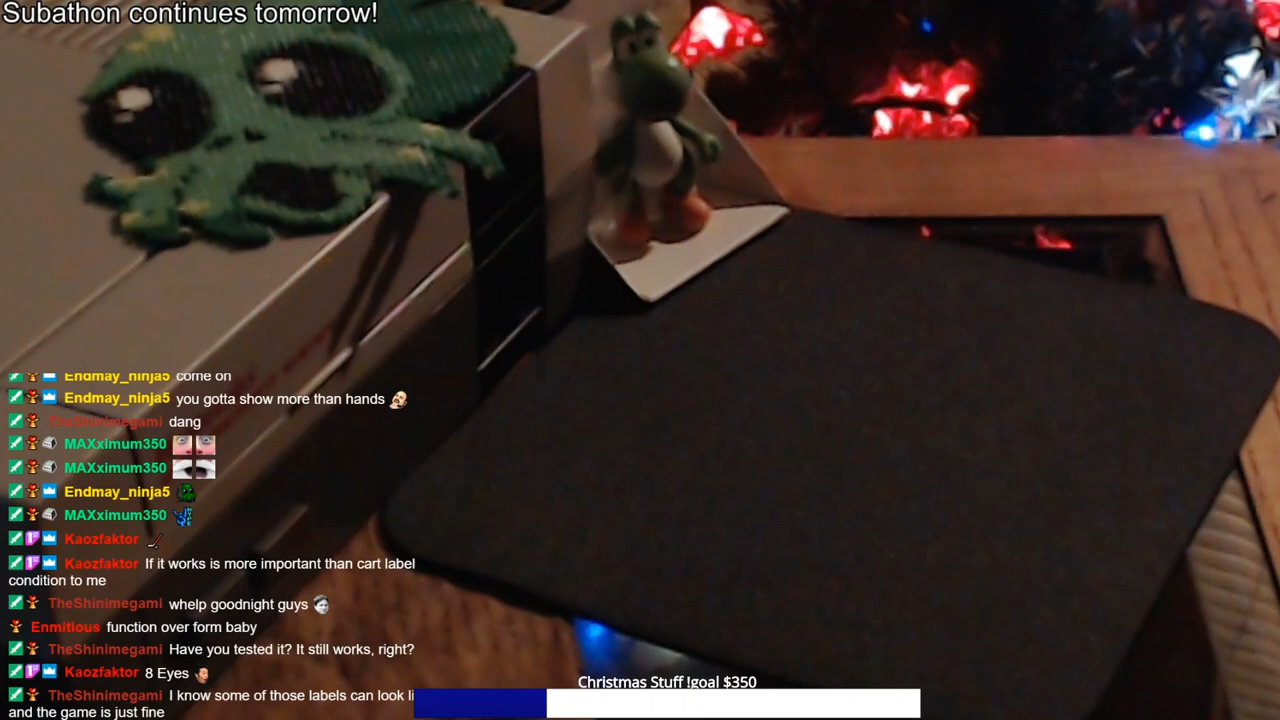 Subathon continues tomorrow!
Endmay_ninja5 come on
Endmay_ninja5 you gotta show more than hands
TheShinimegami dang
MAXximum350
MAXximum350
Endmay_ninja5
MAXximum350
Kaozfaktor
Kaozfaktor If it works is more important than cart label
condition to me
TheShinimegami whelp goodnight guys
Enmitious function over form baby
TheShinimegami Have you tested it? It still works, right?
Kaozfaktor 8 Eyes
TheShinimegami I know some of those labels can look li
and the game is just fine
Christmas Stuff !goal $350